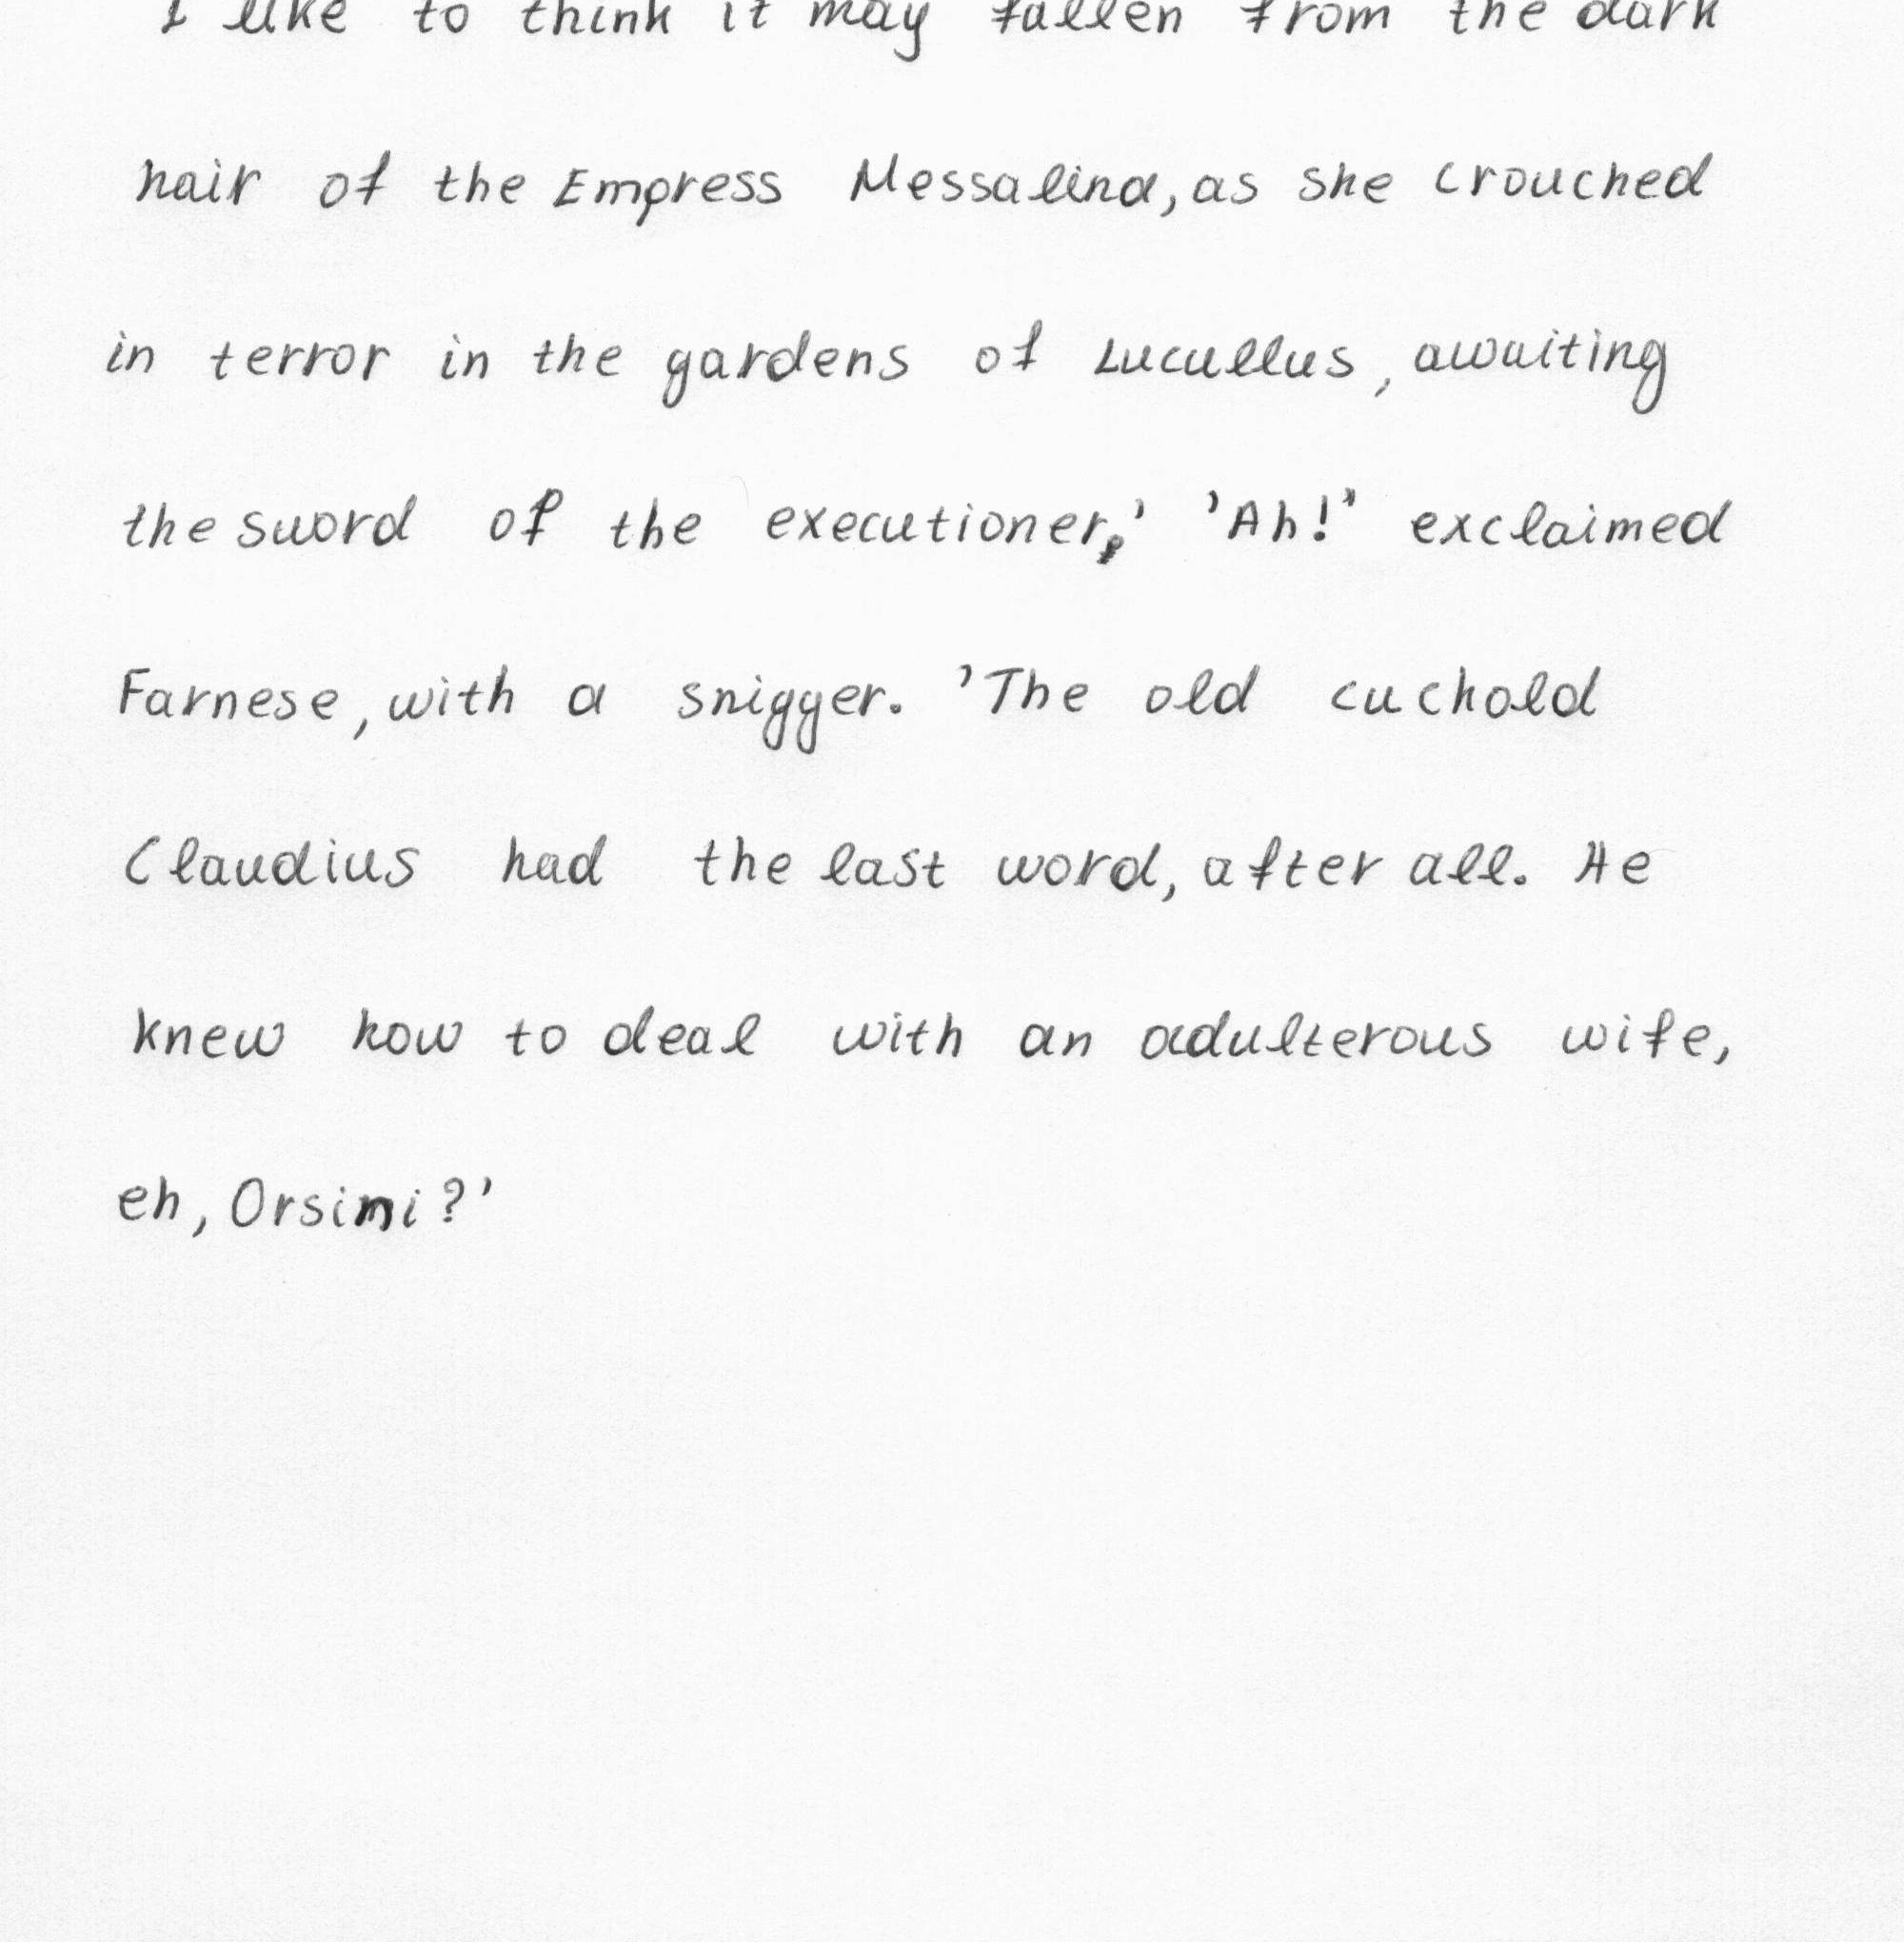 I like to think it may fallen from the dark
hair of the Empress Messalina, as she crouched
in terror in the gardens of Lucullus, awaiting
the sword of the executioner,' 'Ah!' exclaimed
Farnese, with a snigger. 'The old cuckold
Claudius had the last word, after all. He
knew how to deal with an adulterous wife,
eh, Orsini?'